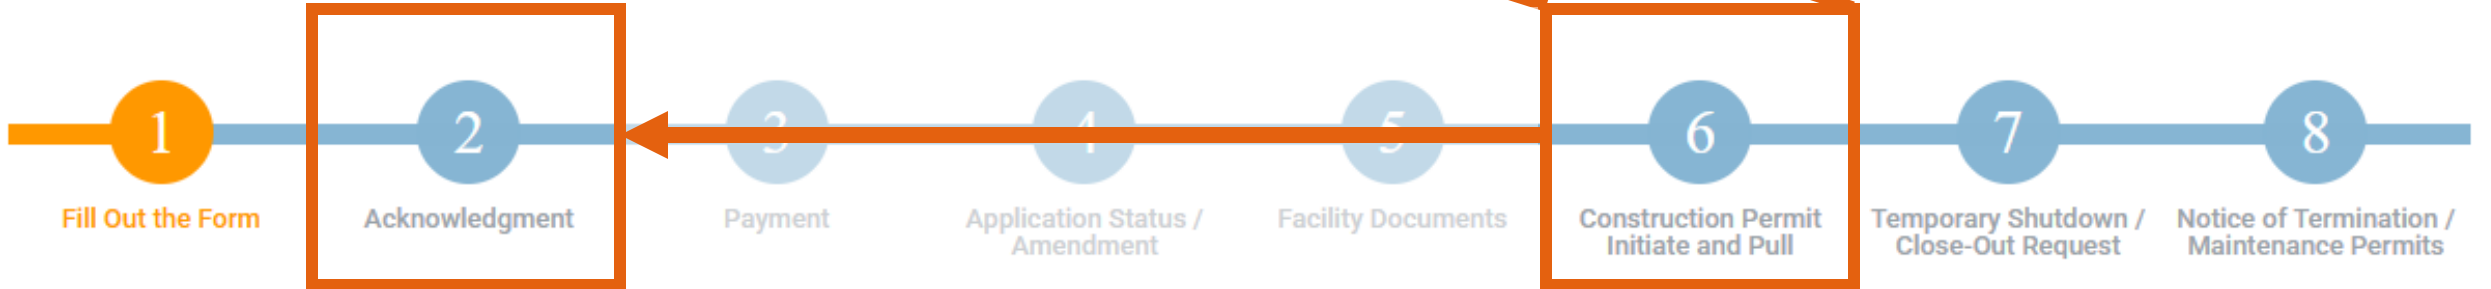 1 2 3 4 5 6 7 8
Fill Out the Form
Acknowledgment
Payment
Application Status /
Amendment
Facility Documents
Construction Permit
Initiate and Pull
Temporary Shutdown /
Close-Out Request
Notice of Termination /
Maintenance Permits